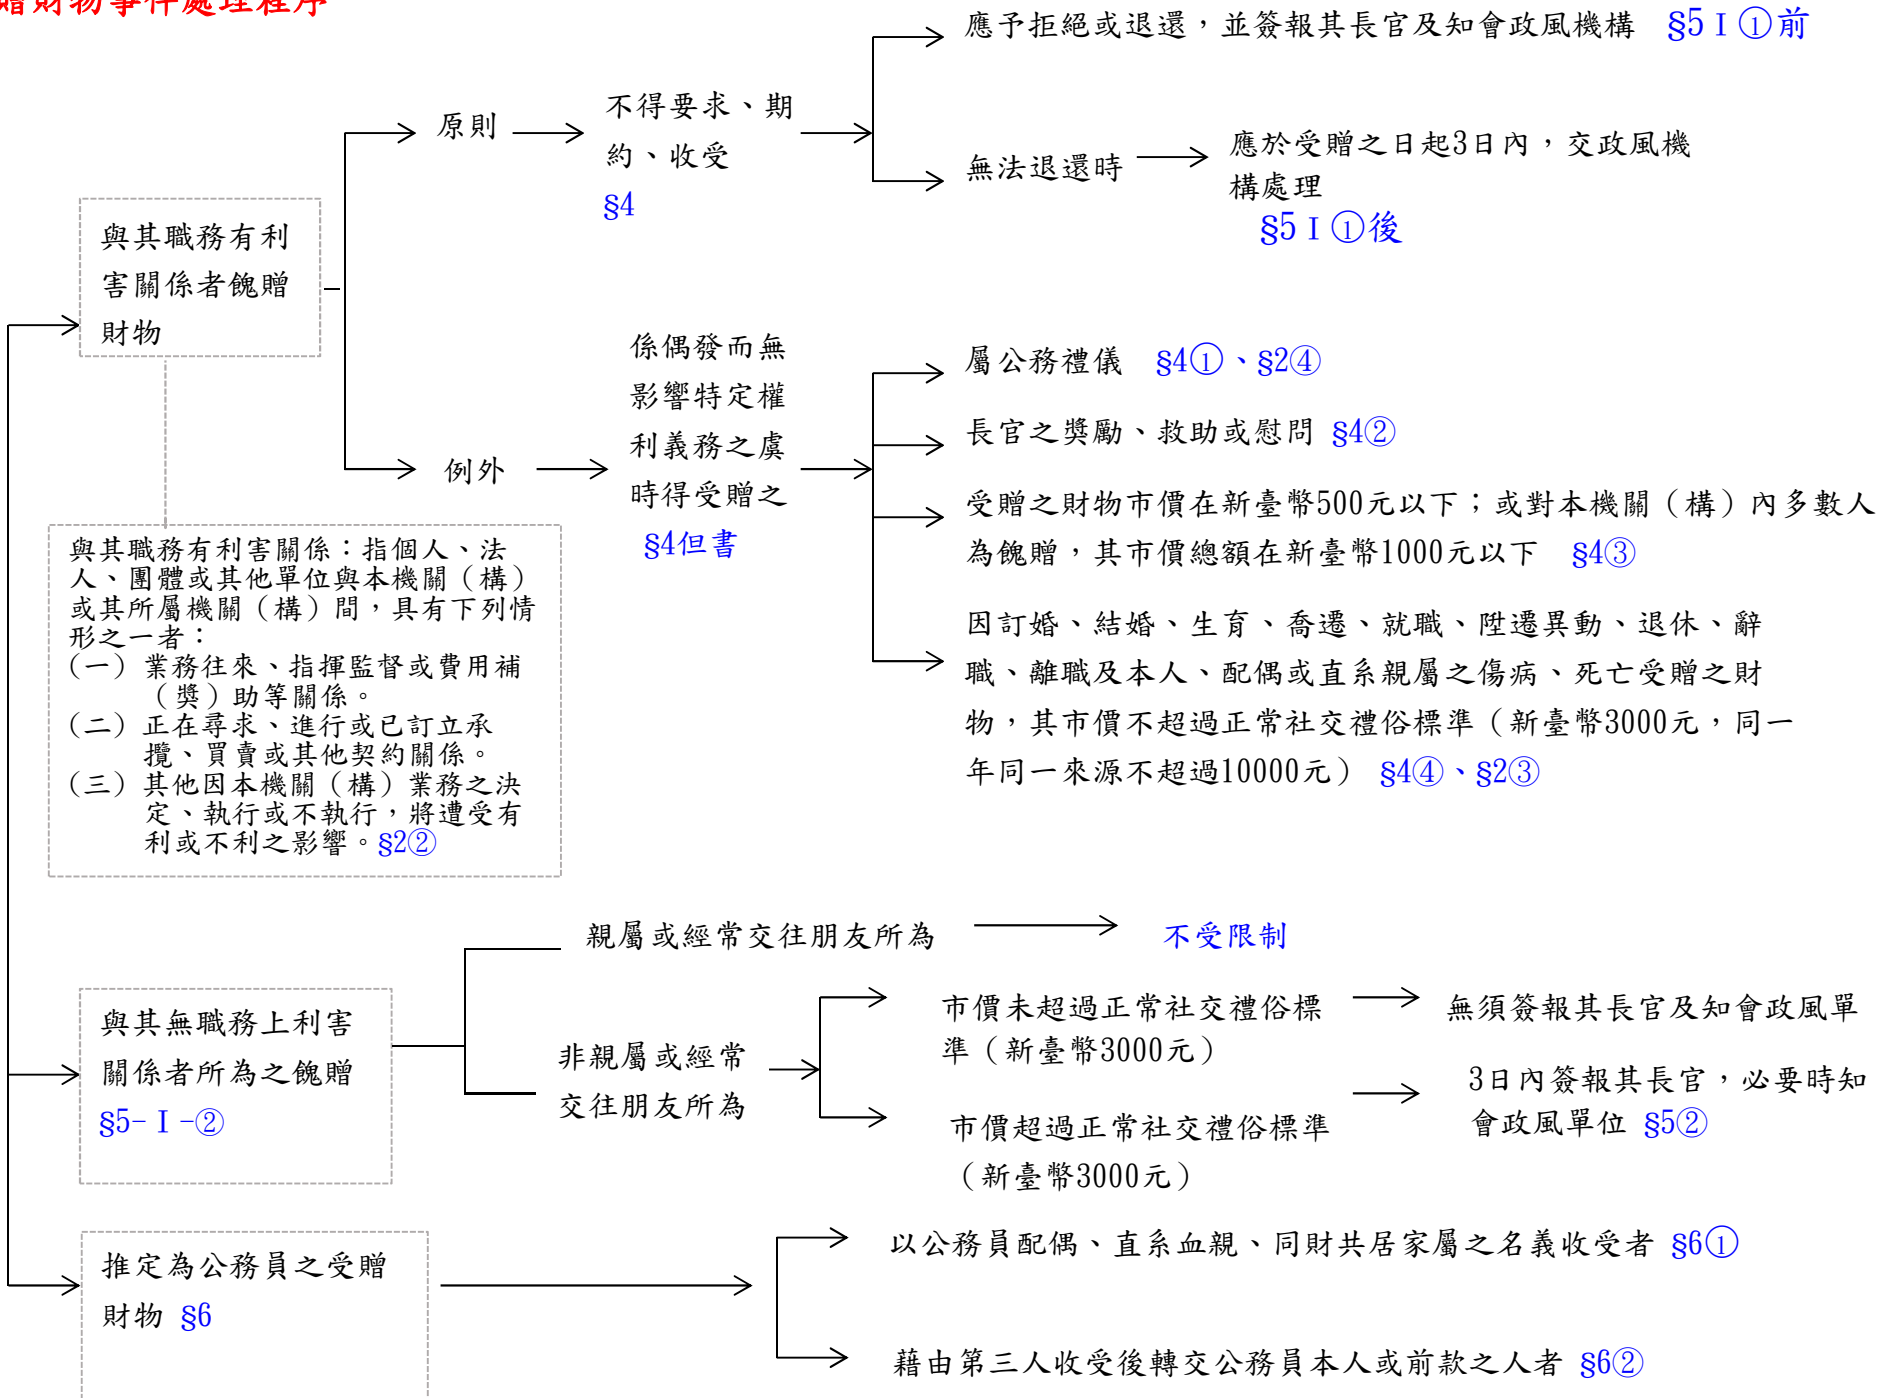 贈財物事件處理程序
應予拒絕或退還，並簽報其長官及知會政風機構 §5Ⅰ①前
原則
不得要求、期
約、收受
§4
無法退還時
應於受贈之日起3日內，交政風機
構處理
§5Ⅰ①後
與其職務有利
害關係者餽贈
財物
例外
係偶發而無
影響特定權
利義務之虞
時得受贈之
§4但書
屬公務禮儀 §4①、§2④
長官之獎勵、救助或慰問 §4②
受贈之財物市價在新臺幣500元以下；或對本機關（構）內多數人
為餽贈，其市價總額在新臺幣1000元以下 §4③
因訂婚、結婚、生育、喬遷、就職、陞遷異動、退休、辭
職、離職及本人、配偶或直系親屬之傷病、死亡受贈之財
物，其市價不超過正常社交禮俗標準（新臺幣3000元，同一
年同一來源不超過10000元） §4④、§2③
與其職務有利害關係：指個人、法
人、團體或其他單位與本機關（構）
或其所屬機關（構）間，具有下列情
形之一者：
(一) 業務往來、指揮監督或費用補
（獎）助等關係。
(二) 正在尋求、進行或已訂立承
攬、買賣或其他契約關係。
(三) 其他因本機關（構）業務之決
定、執行或不執行，將遭受有
利或不利之影響。§2②
與其無職務上利害
關係者所為之餽贈
§5-Ⅰ-②
親屬或經常交往朋友所為
不受限制
非親屬或經常
交往朋友所為
市價未超過正常社交禮俗標
準（新臺幣3000元）
無須簽報其長官及知會政風單
市價超過正常社交禮俗標準
（新臺幣3000元）
3日內簽報其長官，必要時知
會政風單位 §5②
推定為公務員之受贈
財物 §6
以公務員配偶、直系血親、同財共居家屬之名義收受者 §6①
藉由第三人收受後轉交公務員本人或前款之人者 §6②